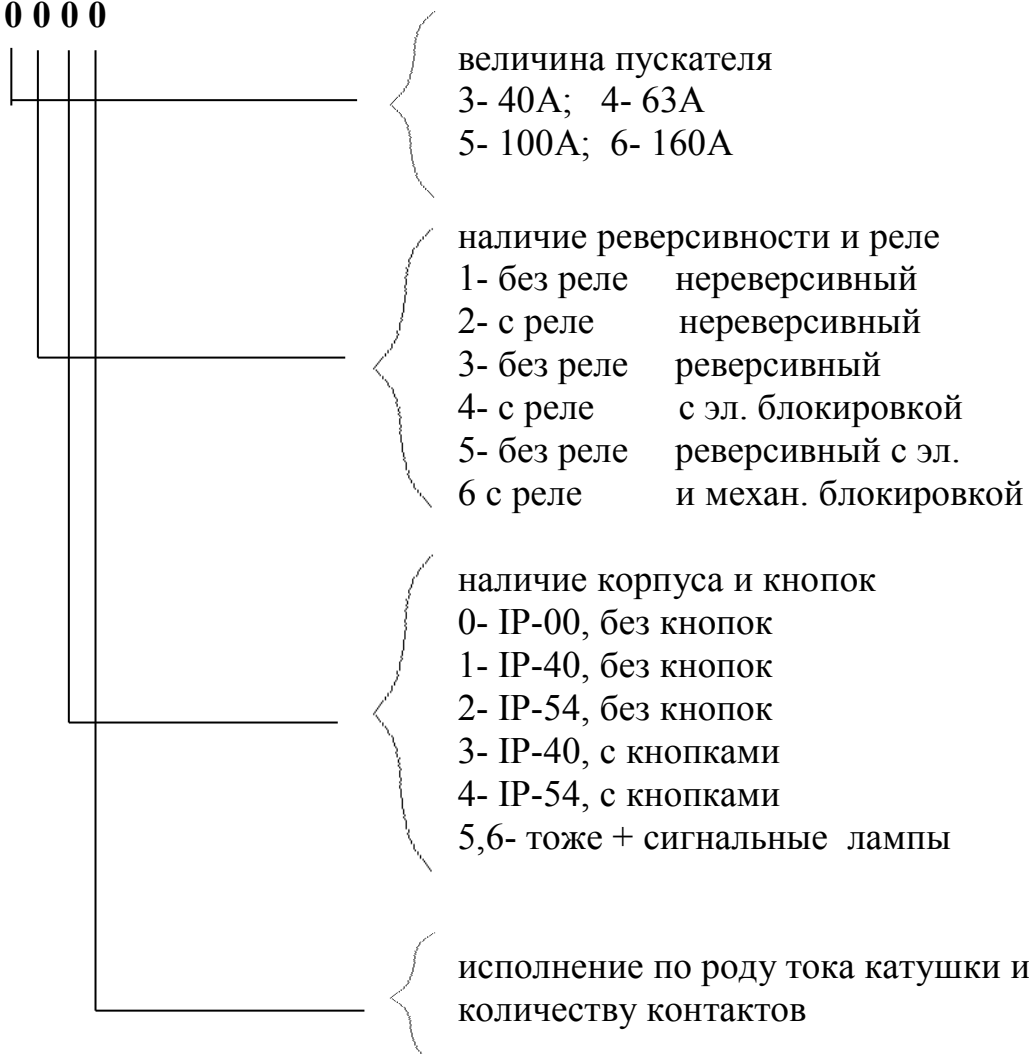 0 0 0 0
величина пускателя
3- 40А; 4- 63А
5- 100А; 6- 160А
наличие реверсивности и реле
1- без реле нереверсивный
2- с реле нереверсивный
3- без реле реверсивный
4- с реле с эл. блокировкой
5- без реле реверсивный с эл.
6 с реле и механ. блокировкой
наличие корпуса и кнопок
0- IP-00, без кнопок
1- IP-40, без кнопок
2- IP-54, без кнопок
3- IP-40, с кнопками
4- IP-54, с кнопками
5,6- тоже + сигнальные лампы
исполнение по роду тока катушки и
количеству контактов